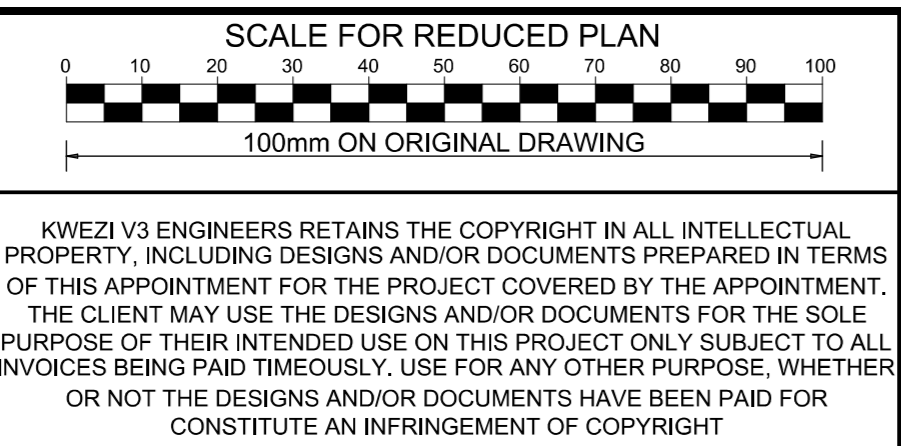 SCALE FOR REDUCED PLAN
0 10 20 30 40 50 60 70 80 90 100
100mm ON ORIGINAL DRAWING
KWEZI V3 ENGINEERS RETAINS THE COPYRIGHT IN ALL INTELLECTUAL
PROPERTY, INCLUDING DESIGNS AND/OR DOCUMENTS PREPARED IN TERMS
OF THIS APPOINTMENT FOR THE PROJECT COVERED BY THE APPOINTMENT.
THE CLIENT MAY USE THE DESIGNS AND/OR DOCUMENTS FOR THE SOLE
PURPOSE OF THEIR INTENDED USE ON THIS PROJECT ONLY SUBJECT TO ALL
INVOICES BEING PAID TIMEOUSLY. USE FOR ANY OTHER PURPOSE, WHETHER
OR NOT THE DESIGNS AND/OR DOCUMENTS HAVE BEEN PAID FOR
CONSTITUTE AN INFRINGEMENT OF COPYRIGHT